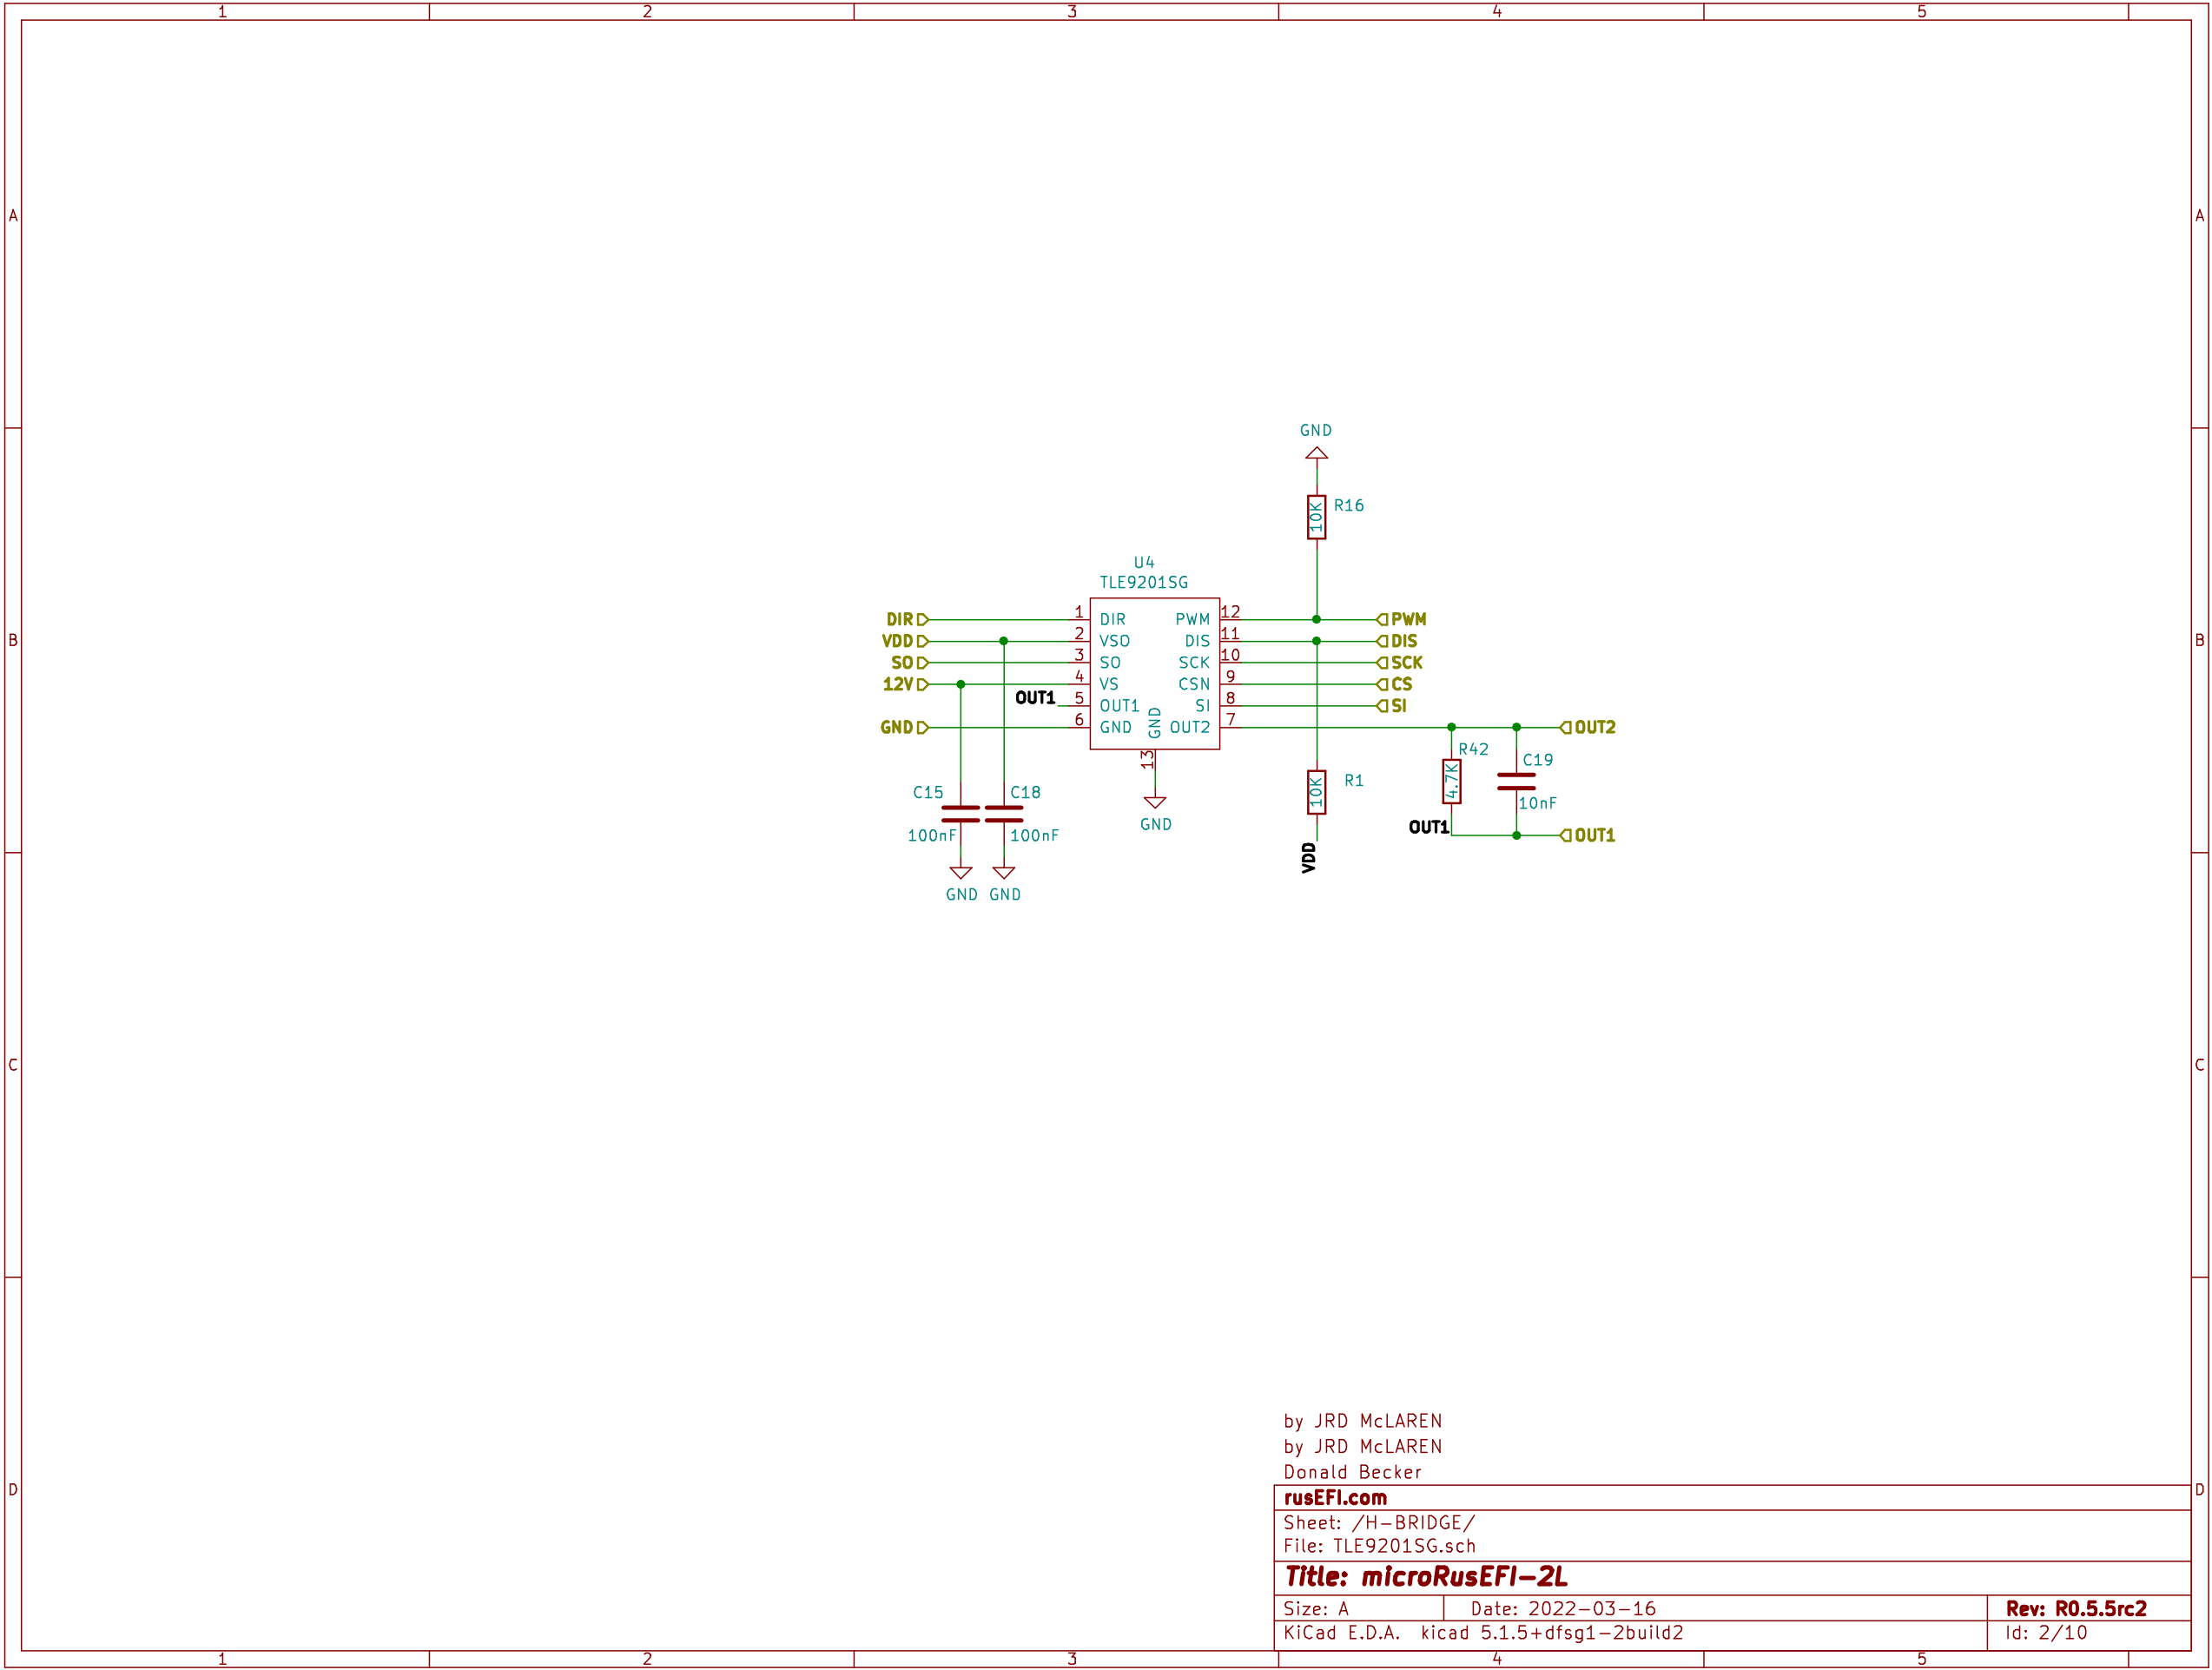 1 2 3 4 5
A A
GND
10K R16
U4
TLE9201SG
DIR 1 DIR PWM 12 PWM
VDD 2 VSO DIS 11 DIS
B B
SO 3 SO SCK 10 SCK
12V 4 VS CSN 9 CS
OUT1 5 OUT1 SI 8 SI
GND 6 GND GND OUT2 7 OUT2
13
R42
C19
4.7K
10nF
C15 C18 10K R1
100nF 100nF
GND
OUT1 OUT1
VDD
GND GND
C C
by JRD McLAREN
by JRD McLAREN
Donald Becker
D D
rusEFI.com
Sheet: /H-BRIDGE/
File: TLE9201SG.sch
Title: microRusEFI-2L
Size: A Date: 2022-03-16 Rev: R0.5.5rc2
KiCad E.D.A. kicad 5.1.5+dfsg1-2build2 Id: 2/10
1 2 3 4 5